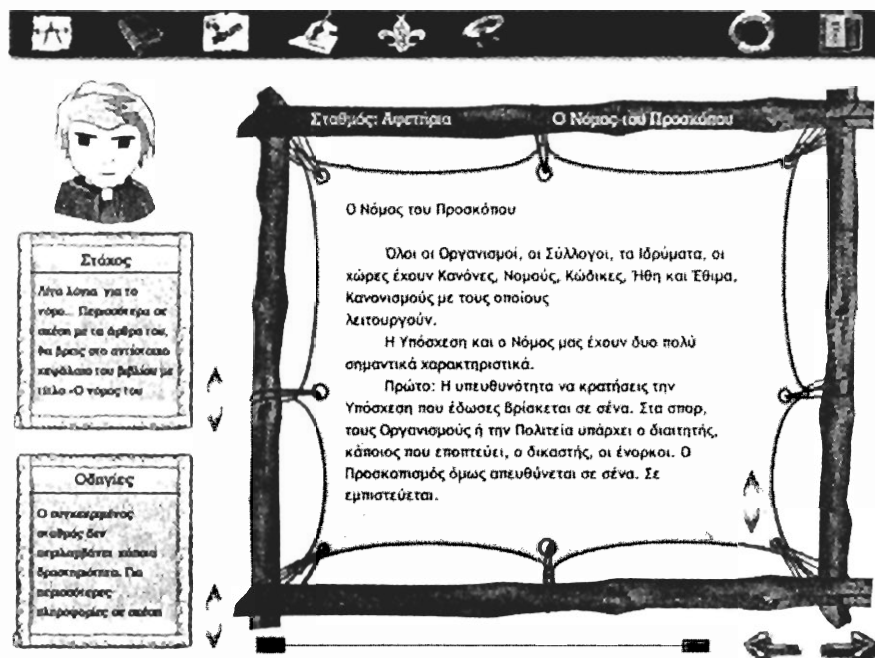 Σταθμός: Αφετήρια
Ο Νόμος του Προσκόπου
Ο Νόμος του Προσκόπου
Όλοι οι Οργανισμοί, οι Σύλλογοι, τα Ιδρύματα, οι
χώρες έχουν Κανόνες, Νομούς, Κώδικες, Ήθη και Έθιμα,
Κανονισμούς με τους οποίους
λειτουργούν.
Η Υπόσχεση και ο Νόμος μας έχουν δυο πολύ
σημαντικά χαρακτηριστικά.
Πρώτο: Η υπευθυνότητα να κρατήσεις την
Υπόσχεση που έδωσες βρίσκεται σε σένα. Στα σπορ,
τους Οργανισμούς ή την Πολιτεία υπάρχει ο διαιτητής,
κάποιος που εποπτεύει, ο δικαστής, οι ένορκοι. Ο
Προσκοπισμός όμως απευθύνεται σε σένα. Σε
εμπιστεύεται.
Στόχος
Λίγα λόγια για το
νόμο... Περισσότερα σε
σχέση με τα άρθρα του,
θα βρεις στο αντίστοιχο
κεφάλαιο του βιβλίου με
τίτλο «Ο νόμος του
Οδηγίες
Ο συγκεκριμένος
σταθμός δεν
περιλαμβάνει κάποια
δραστηριότητα. Για
περισσότερες
πληροφορίες σε σχέση